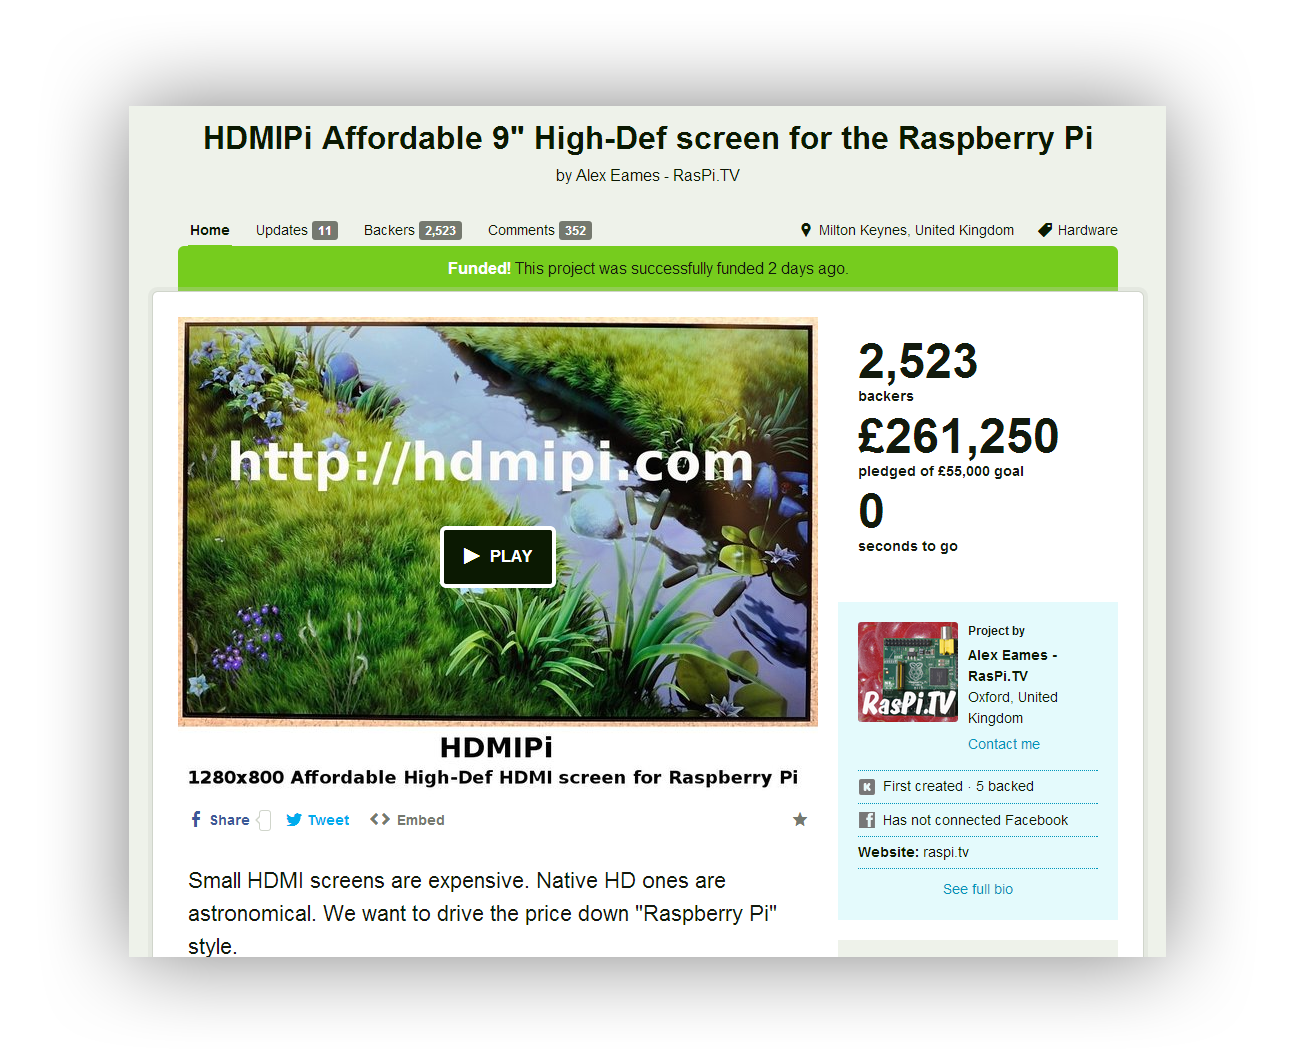 HDMIPi Affordable 9" High-Def screen for the Raspberry Pi
by Alex Eames - RasPi.TV
Home Updates 11 Backers 2,523 Comments 352 Milton Keynes, United Kingdom Hardware
Funded! This project was successfully funded 2 days ago.
http://hdmipi.com
PLAY
HDMIPi
1280x800 Affordable High-Def HDMI screen for Raspberry Pi
Share Tweet Embed
Small HDMI screens are expensive. Native HD ones are
astronomical. We want to drive the price down "Raspberry Pi"
style.
2,523
backers
£261,250
pledged of £55,000 goal
0
seconds to go
RasPi.TV
Project by
Alex Eames -
RasPi.TV
Oxford, United
Kingdom
Contact me
First created · 5 backed
Has not connected Facebook
Website: raspi.tv
See full bio